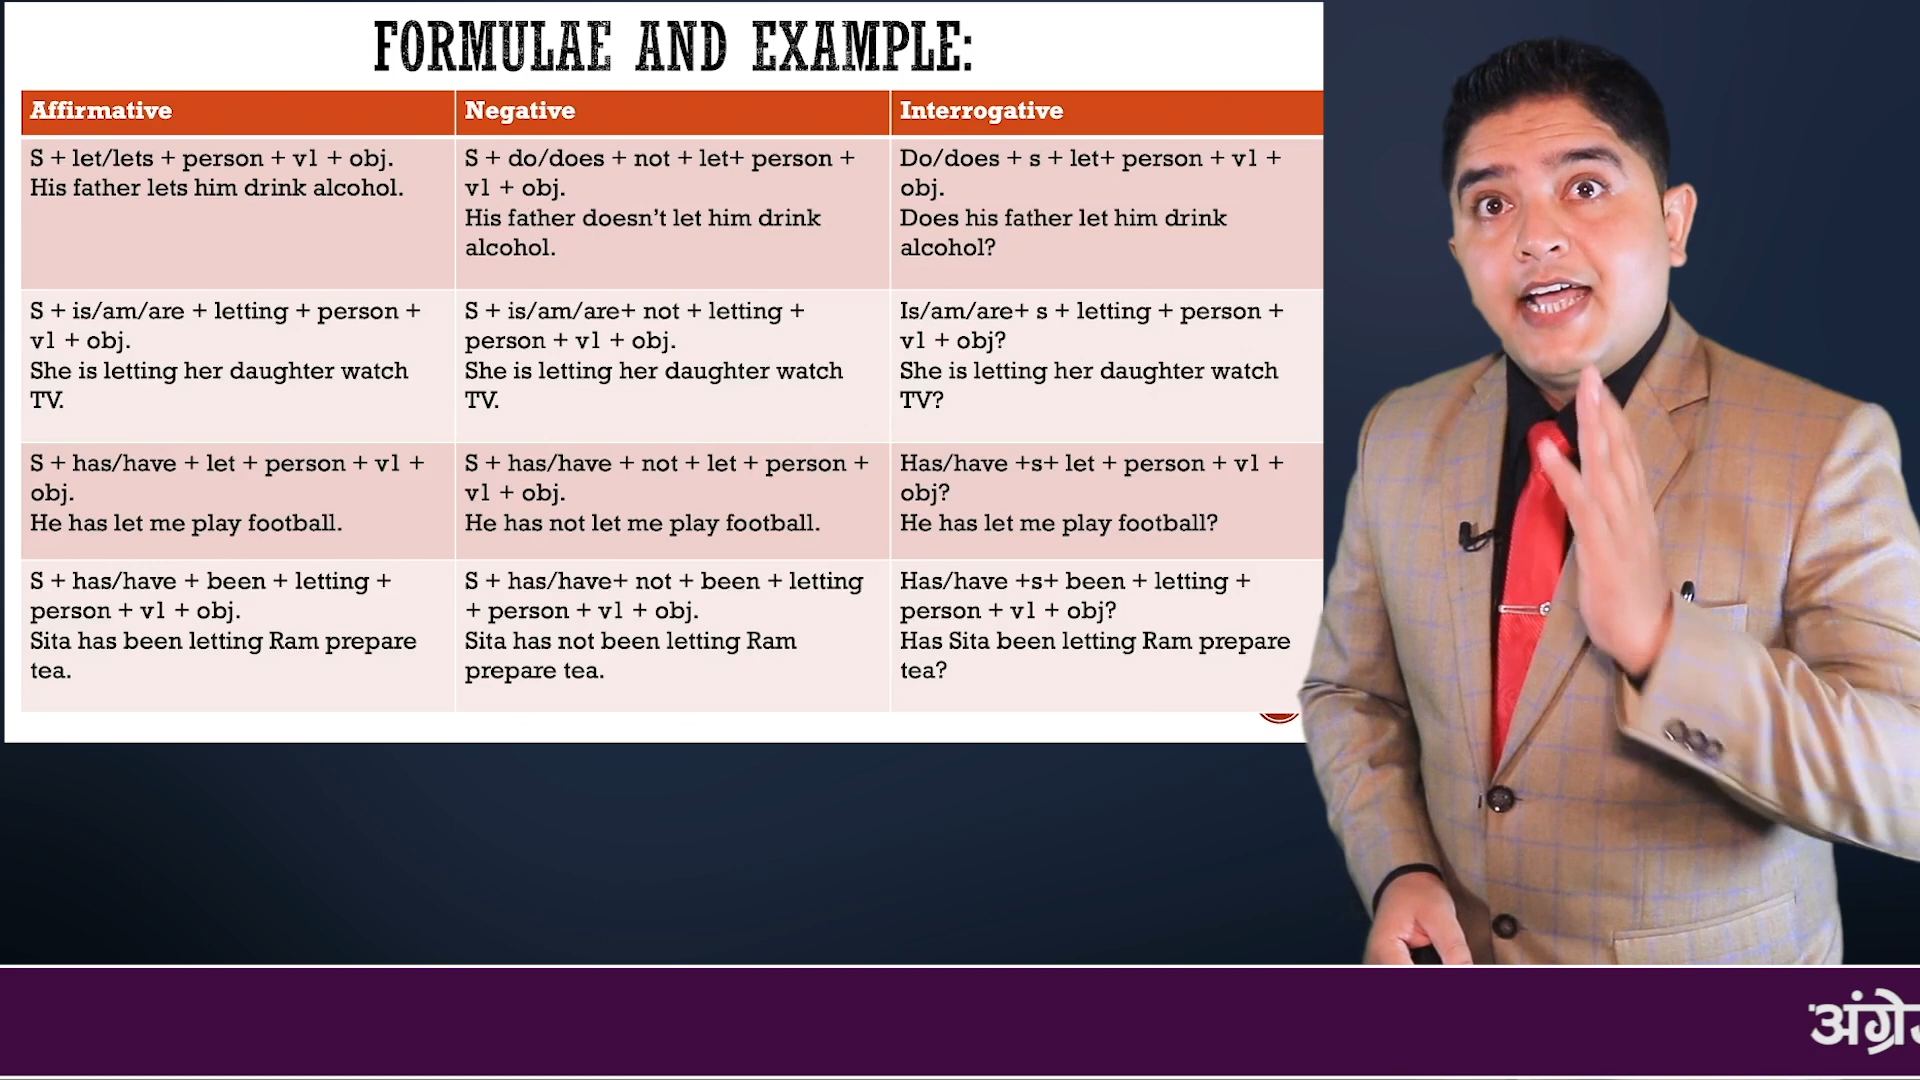 FORMULAE AND EXAMPLE:
Affirmative
Negative
Interrogative
S + let/lets + person + v1 + obj.
His father lets him drink alcohol.
S + do/does + not + let+ person +
v1 + obj.
His father doesn’t let him drink
alcohol.
Do/does + s + let+ person + v1 +
obj.
Does his father let him drink
alcohol?
S + is/am/are + letting + person +
v1 + obj.
She is letting her daughter watch
TV.
S + is/am/are+ not + letting +
person + v1 + obj.
She is letting her daughter watch
TV.
Is/am/are+ s + letting + person +
v1 + obj?
She is letting her daughter watch
TV?
S + has/have + let + person + v1 +
obj.
He has let me play football.
S + has/have + not + let + person +
v1 + obj.
He has not let me play football.
Has/have +s+ let + person + v1 +
obj?
He has let me play football?
S + has/have + been + letting +
person + v1 + obj.
Sita has been letting Ram prepare
tea.
S + has/have+ not + been + letting
+ person + v1 + obj.
Sita has not been letting Ram
prepare tea.
Has/have +s+ been + letting +
person + v1 + obj?
Has Sita been letting Ram prepare
tea?